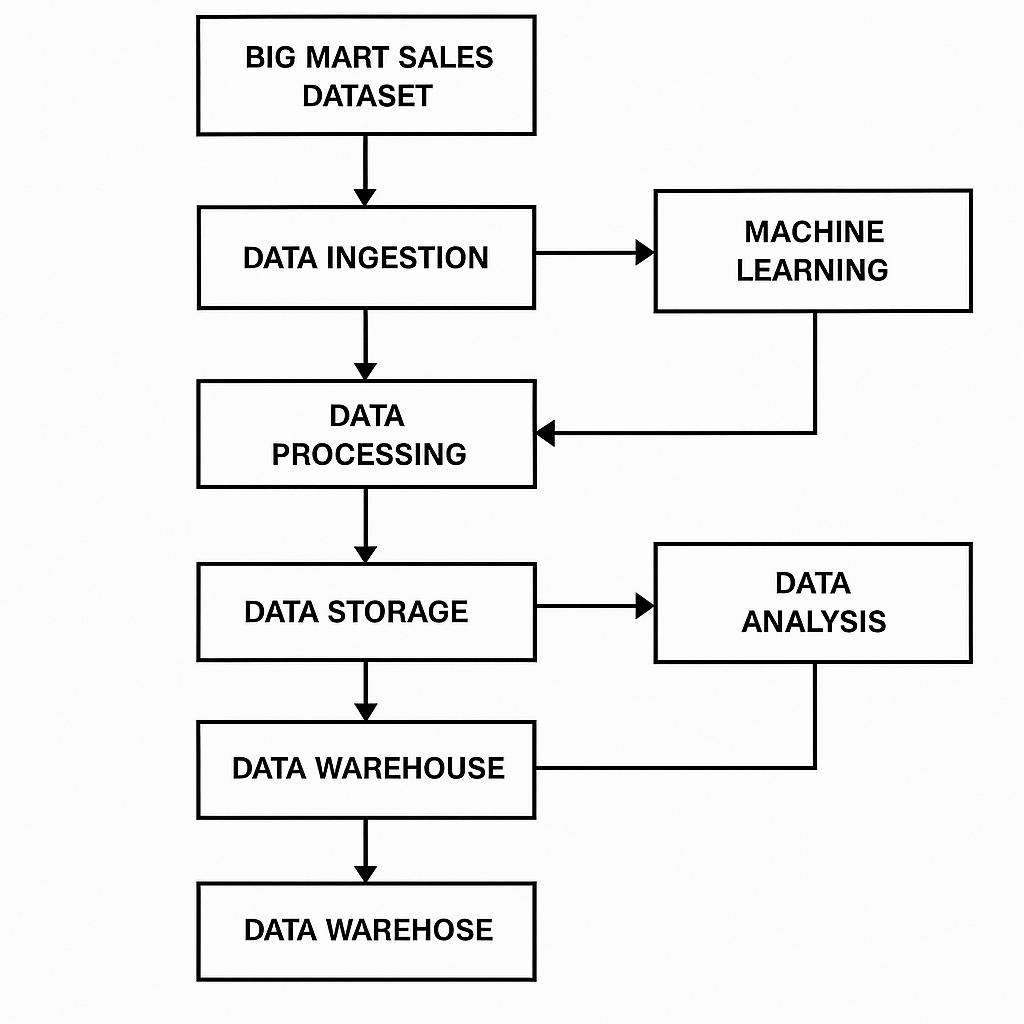 BIG MART SALES
DATASET
DATA INGESTION
MACHINE
LEARNING
DATA
PROCESSING
DATA STORAGE
DATA
ANALYSIS
DATA WAREHOUSE
DATA WAREHOSE